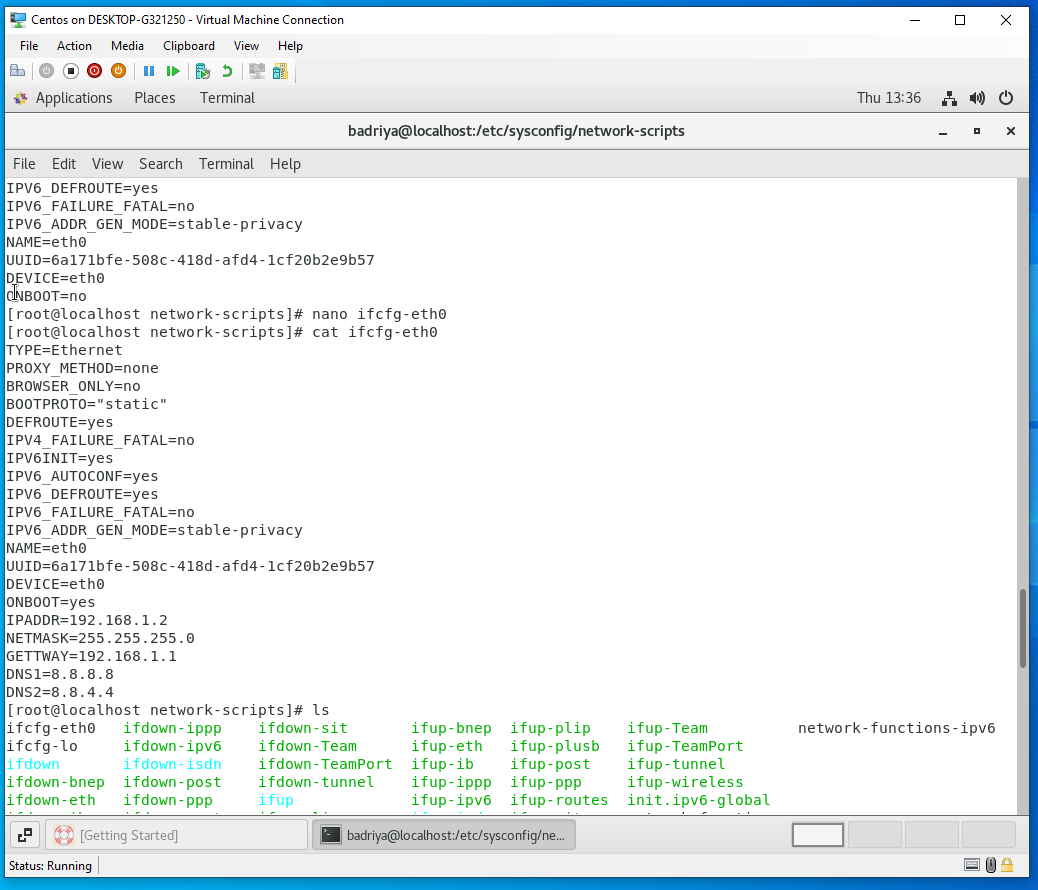 Centos on DESKTOP-G321250 - Virtual Machine Connection
File Action Media Clipboard View Help
Applications Places Terminal Thu 13:36
badriya@localhost:/etc/sysconfig/network-scripts
File Edit View Search Terminal Help
IPV6_DEFROUTE=yes
IPV6_FAILURE_FATAL=no
IPV6_ADDR_GEN_MODE=stable-privacy
NAME=eth0
UUID=6a171bfe-508c-418d-afd4-1cf20b2e9b57
DEVICE=eth0
ONBOOT=no
[root@localhost network-scripts]# nano ifcfg-eth0
[root@localhost network-scripts]# cat ifcfg-eth0
TYPE=Ethernet
PROXY_METHOD=none
BROWSER_ONLY=no
BOOTPROTO="static"
DEFROUTE=yes
IPV4_FAILURE_FATAL=no
IPV6INIT=yes
IPV6_AUTOCONF=yes
IPV6_DEFROUTE=yes
IPV6_FAILURE_FATAL=no
IPV6_ADDR_GEN_MODE=stable-privacy
NAME=eth0
UUID=6a171bfe-508c-418d-afd4-1cf20b2e9b57
DEVICE=eth0
ONBOOT=yes
IPADDR=192.168.1.2
NETMASK=255.255.255.0
GETTWAY=192.168.1.1
DNS1=8.8.8.8
DNS2=8.8.4.4
[root@localhost network-scripts]# ls
ifcfg-eth0 ifdown-ippp ifdown-sit ifup-bnep ifup-plip ifup-Team network-functions-ipv6
ifcfg-lo ifdown-ipv6 ifdown-Team ifup-eth ifup-plusb ifup-TeamPort
ifdown ifdown-isdn ifdown-TeamPort ifup-ib ifup-post ifup-tunnel
ifdown-bnep ifdown-post ifdown-tunnel ifup-ippp ifup-ppp ifup-wireless
ifdown-eth ifdown-ppp ifup ifup-ipv6 ifup-routes init.ipv6-global
[Getting Started] badriya@localhost:/etc/sysconfig/ne...
Status: Running